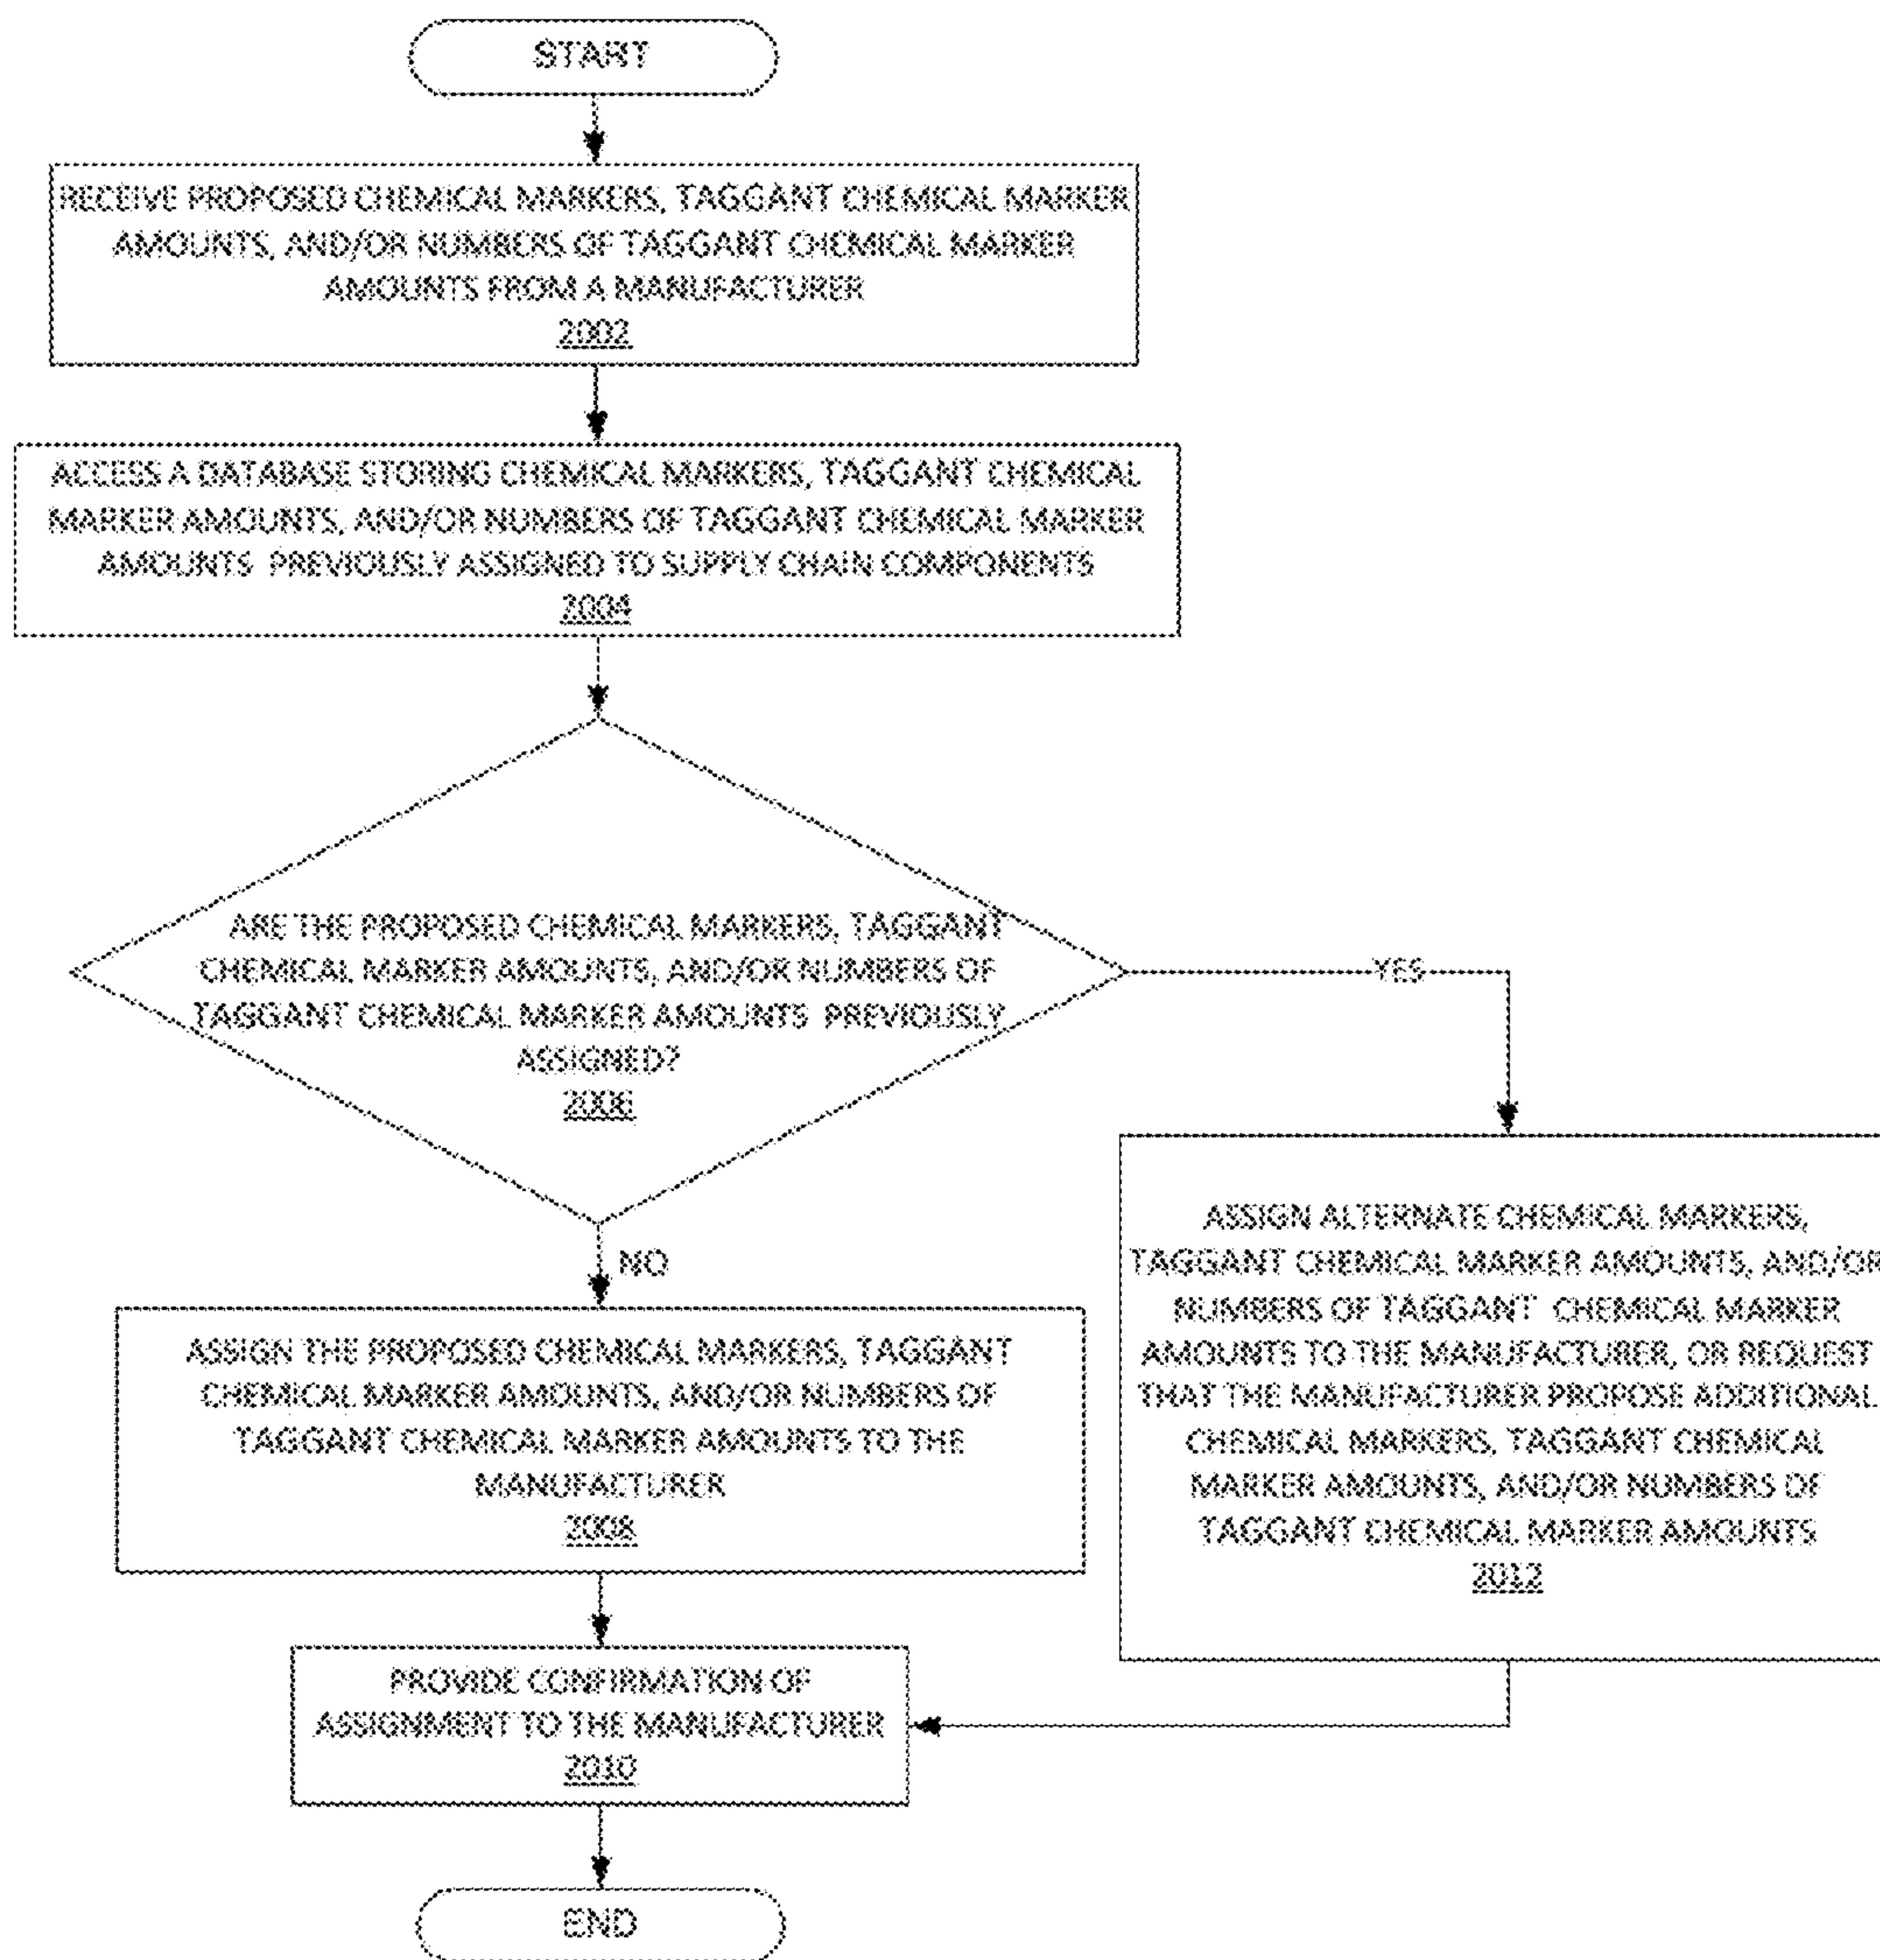 START
RECEIVE PROPOSED CHEMICAL MARKERS, TAGGANT CHEMICAL MARKER
AMOUNTS, AND/OR NUMBERS OF TAGGANT CHEMICAL MARKER
AMOUNTS FROM A MANUFACTURER
2002
ACCESS A DATABASE STORING CHEMICAL MARKERS, TAGGANT CHEMICAL
MARKER AMOUNTS, AND/OR NUMBERS OF TAGGANT CHEMICAL MARKER
AMOUNTS PREVIOUSLY ASSIGNED TO SUPPLY CHAIN COMPONENTS
2004
ARE THE PROPOSED CHEMICAL MARKERS, TAGGANT
CHEMICAL MARKER AMOUNTS, AND/OR NUMBERS OF
TAGGANT CHEMICAL MARKER AMOUNTS PREVIOUSLY
ASSIGNED?
2006
YES
NO
ASSIGN THE PROPOSED CHEMICAL MARKERS, TAGGANT
CHEMICAL MARKER AMOUNTS, AND/OR NUMBERS OF
TAGGANT CHEMICAL MARKER AMOUNTS TO THE
MANUFACTURER
2008
ASSIGN ALTERNATE CHEMICAL MARKERS,
TAGGANT CHEMICAL MARKER AMOUNTS, AND/OR
NUMBERS OF TAGGANT CHEMICAL MARKER
AMOUNTS TO THE MANUFACTURER, OR REQUEST
THAT THE MANUFACTURER PROPOSE ADDITIONAL
CHEMICAL MARKERS, TAGGANT CHEMICAL
MARKER AMOUNTS, AND/OR NUMBERS OF
TAGGANT CHEMICAL MARKER AMOUNTS
2012
PROVIDE CONFIRMATION OF
ASSIGNMENT TO THE MANUFACTURER
2010
END